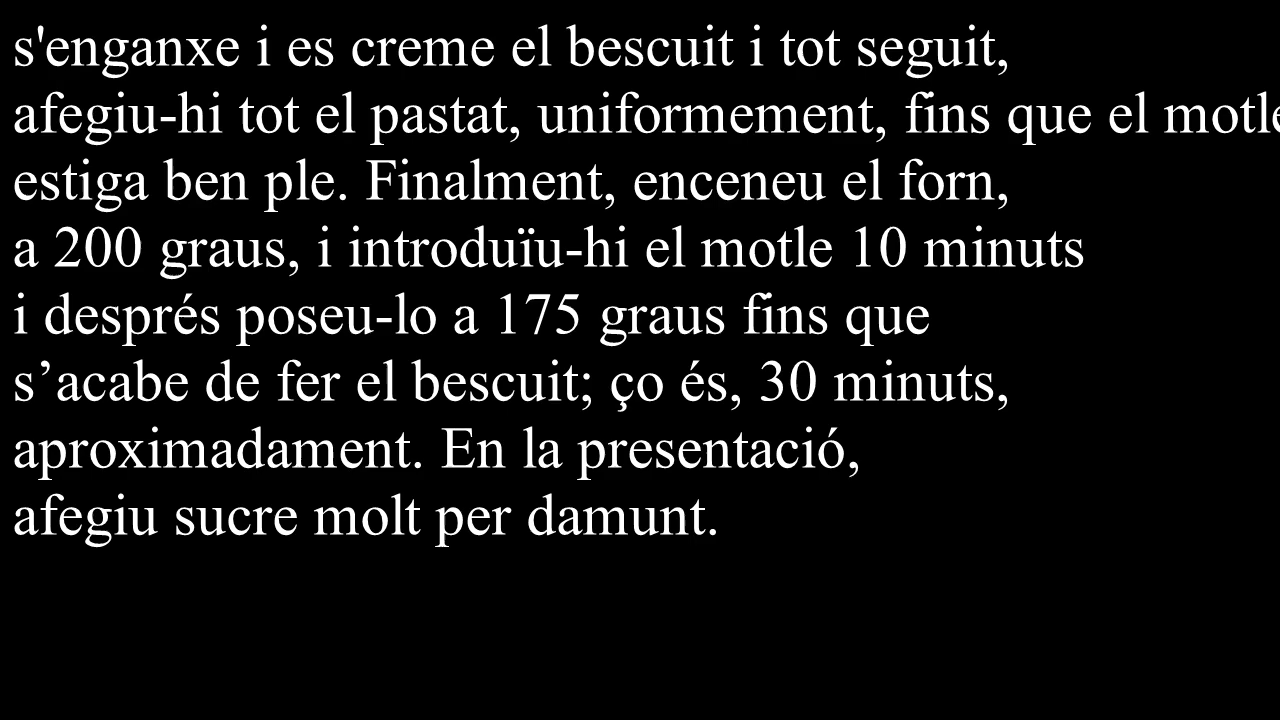 s'enganxe i es creme el bescuit i tot seguit,
afegiu-hi tot el pastat, uniformement, fins que el motle
estiga ben ple. Finalment, enceneu el forn,
a 200 graus, i introduïu-hi el motle 10 minuts
i després poseu-lo a 175 graus fins que
s’acabe de fer el bescuit; ço és, 30 minuts,
aproximadament. En la presentació,
afegiu sucre molt per damunt.